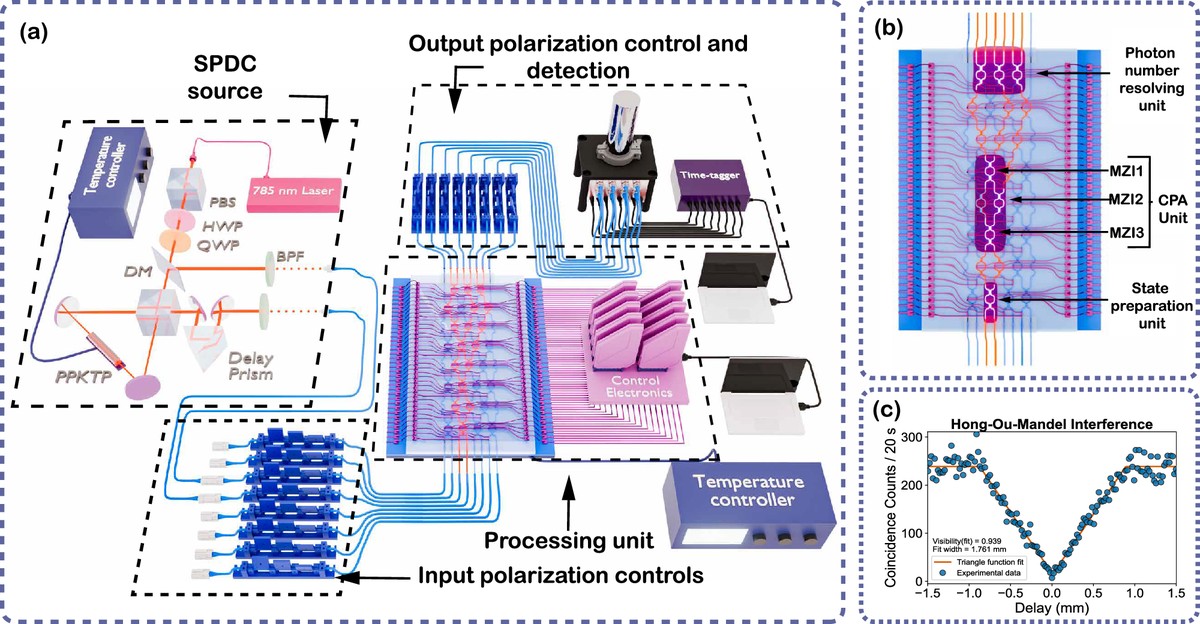 (a)
SPDC
source
Output polarization control and
detection
Temperature
controller
785 nm Laser
PBS
HWP
QWP
DM
BPF
PPKTP
Delay
Prism
Time-tagger
Control
Electronics
Temperature
controller
Processing unit
Input polarization controls
(b)
Photon
number
resolving
unit
MZI1
MZI2
MZI3
CPA
Unit
State
preparation
unit
(c)
Hong-Ou-Mandel Interference
Coincidence Counts / 20 s
300
200
100
0
Visibility(fit) = 0.939
Fit width = 1.761 mm
Triangle function fit
Experimental data
−1.5 −1.0 −0.5 0.0 0.5 1.0 1.5
Delay (mm)